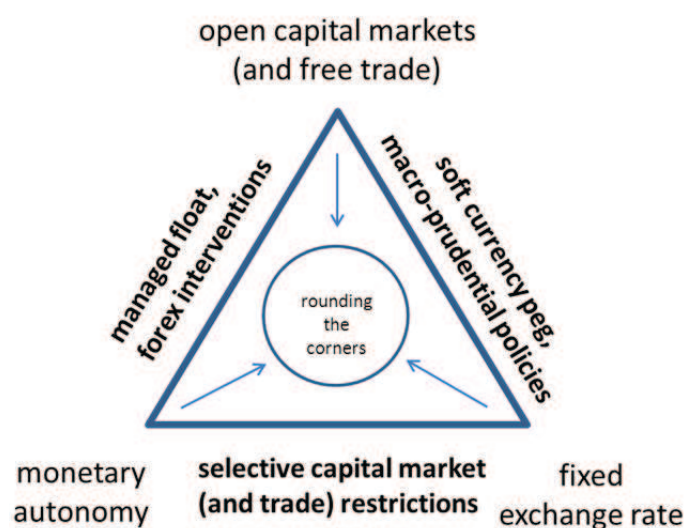 open capital markets
(and free trade)
managed float,
forex interventions
soft currency peg,
macro-prudential policies
rounding
the
corners
monetary
autonomy
selective capital market
(and trade) restrictions
fixed
exchange rate